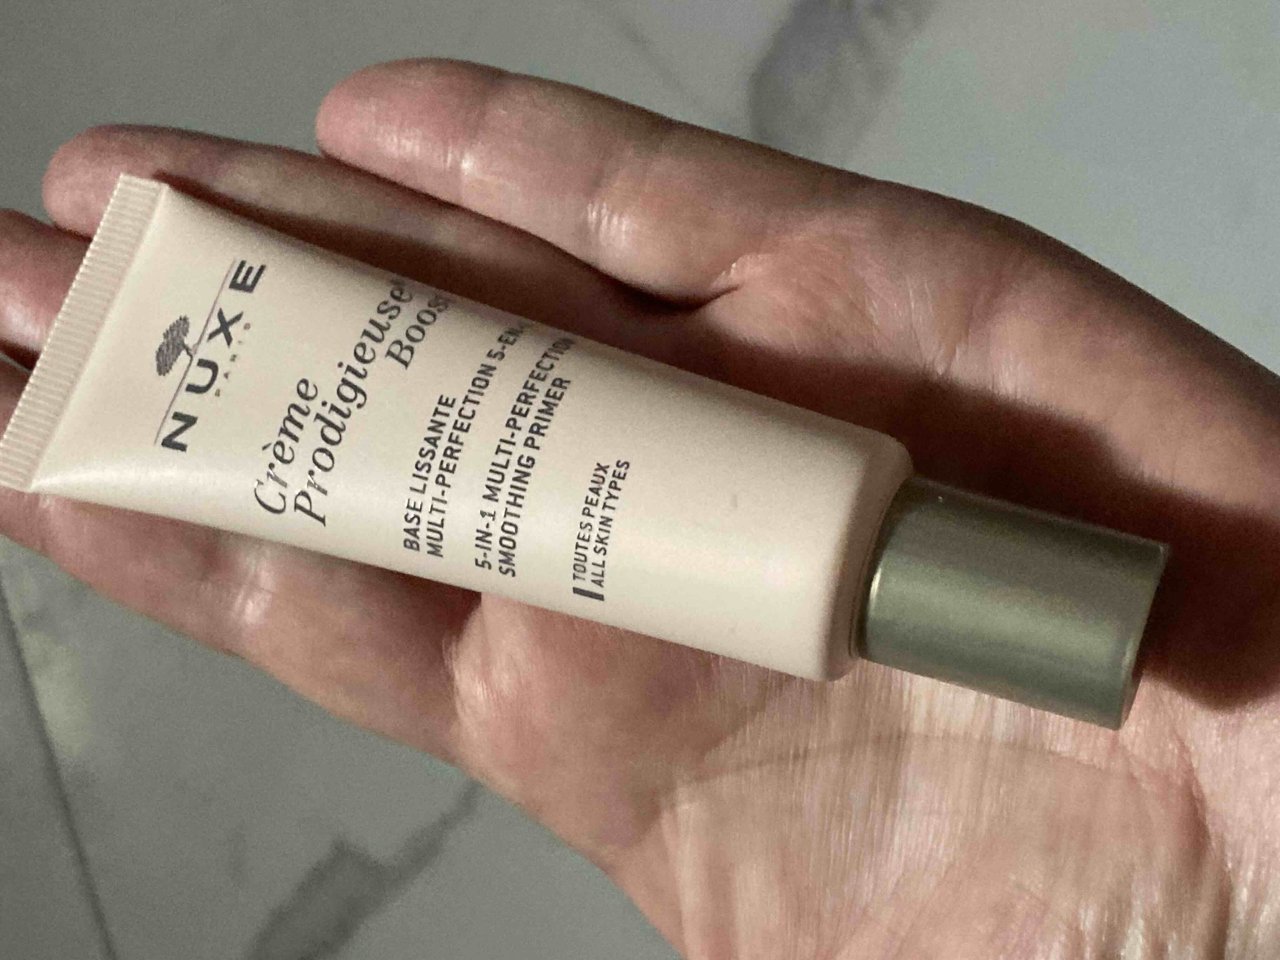 NUXE
PARIS
Crème
Prodigieuse
Boost
BASE LISSANTE
MULTI-PERFECTION 5-EN-
5-IN-1 MULTI-PERFECTION
SMOOTHING PRIMER
TOUTES PEAUX
ALL SKIN TYPES